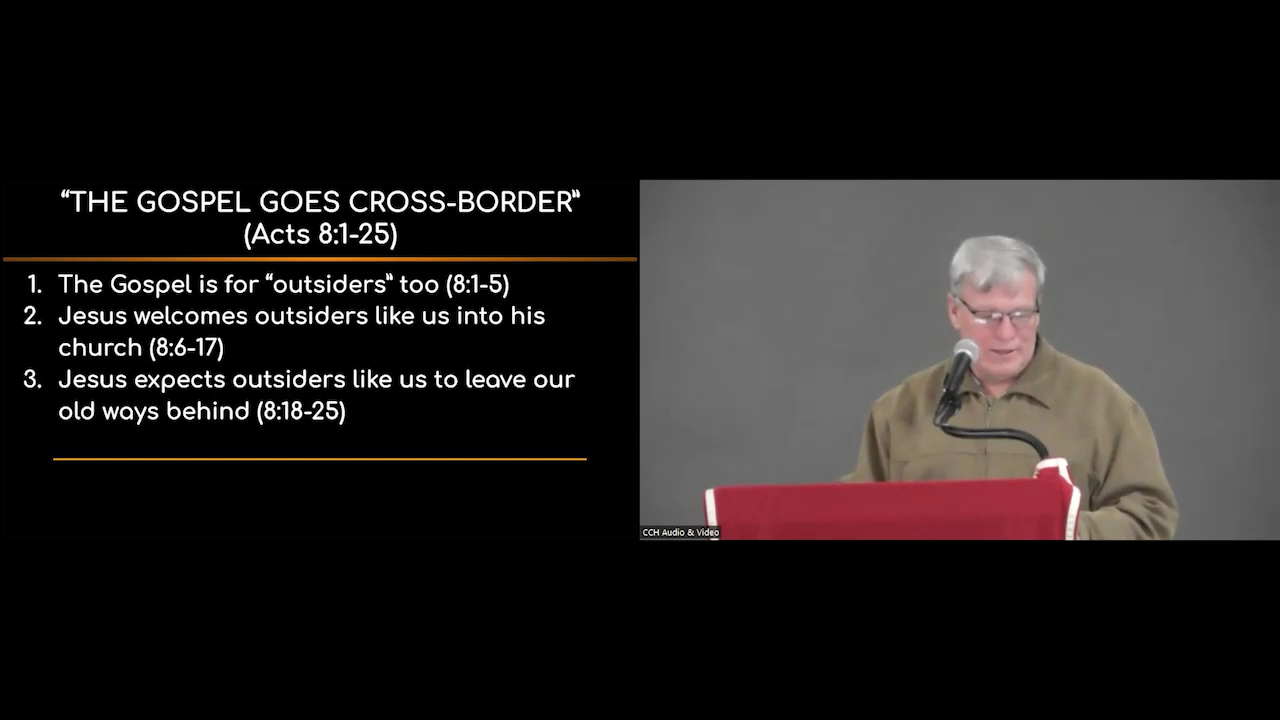 “THE GOSPEL GOES CROSS-BORDER”
(Acts 8:1-25)
1. The Gospel is for “outsiders” too (8:1-5)
2. Jesus welcomes outsiders like us into his
church (8:6-17)
3. Jesus expects outsiders like us to leave our
old ways behind (8:18-25)
CCH Audio & Video